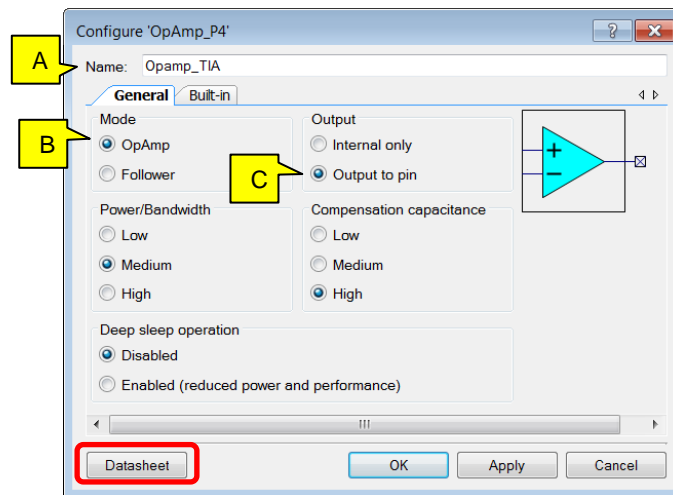 Configure 'OpAmp_P4'
A
Name: Opamp_TIA
General Built-in
Mode
B
OpAmp
Follower
Output
Internal only
C
Output to pin
Power/Bandwidth
Low
Medium
High
Compensation capacitance
Low
Medium
High
Deep sleep operation
Disabled
Enabled (reduced power and performance)
Datasheet OK Apply Cancel